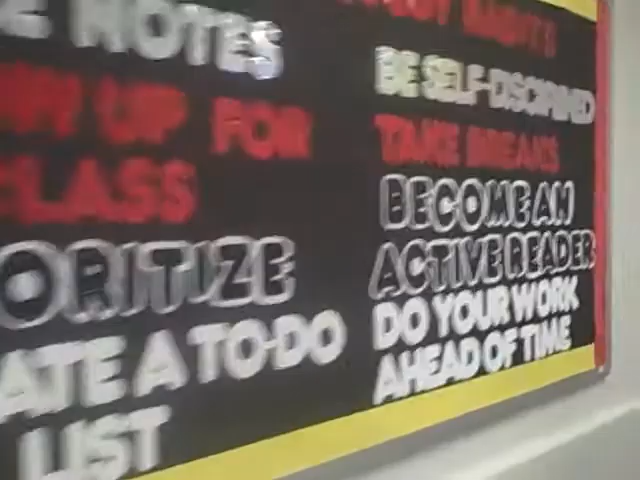 NOTES
UP FOR
CLASS
ORITIZE
ATE A TO-DO
LIST
HABITS
BE SELF-DISCIPLINED
TAKE BREAKS
BECOME AN
ACTIVE READER
DO YOUR WORK
AHEAD OF TIME